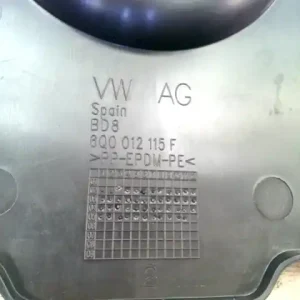 VW AG
Spain
BD8
6Q0 012 115 F
>PP-EPDM-PE<